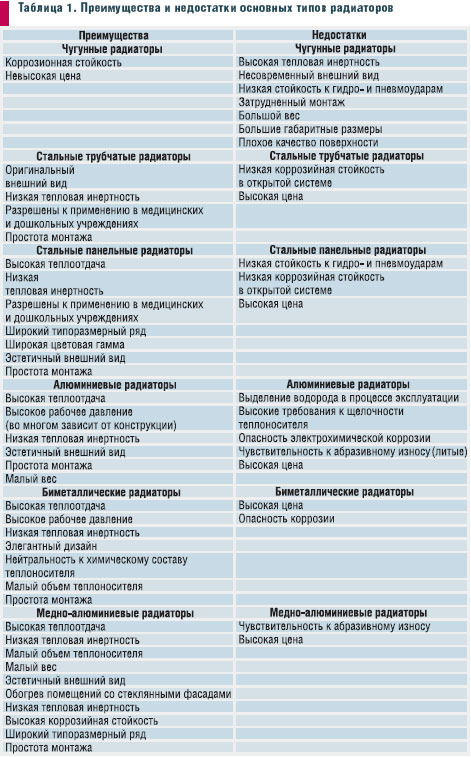 Таблица 1. Преимущества и недостатки основных типов радиаторов
Преимущества Недостатки
Чугунные радиаторы Чугунные радиаторы
Коррозионная стойкость Высокая тепловая инертность
Невысокая цена Несовременный внешний вид
Низкая стойкость к гидро- и пневмоударам
Затрудненный монтаж
Большой вес
Большие габаритные размеры
Плохое качество поверхности
Стальные трубчатые радиаторы Стальные трубчатые радиаторы
Оригинальный Низкая коррозийная стойкость
внешний вид в открытой системе
Низкая тепловая инертность Высокая цена
Разрешены к применению в медицинских
и дошкольных учреждениях
Простота монтажа
Стальные панельные радиаторы Стальные панельные радиаторы
Высокая теплоотдача Низкая стойкость к гидро- и пневмоударам
Низкая Низкая коррозийная стойкость
тепловая инертность в открытой системе
Разрешены к применению в медицинских Высокая цена
и дошкольных учреждениях
Широкий типоразмерный ряд
Широкая цветовая гамма
Эстетичный внешний вид
Простота монтажа
Алюминиевые радиаторы Алюминиевые радиаторы
Высокая теплоотдача Выделение водорода в процессе эксплуатации
Высокое рабочее давление Высокие требования к щелочности
(во многом зависит от конструкции) теплоносителя
Низкая тепловая инертность Опасность электрохимической коррозии
Эстетичный внешний вид Чувствительность к абразивному износу (литые)
Простота монтажа Высокая цена
Малый вес
Биметаллические радиаторы Биметаллические радиаторы
Высокая теплоотдача Высокая цена
Высокое рабочее давление Опасность коррозии
Низкая тепловая инертность
Элегантный дизайн
Нейтральность к химическому составу
теплоносителя
Малый объем теплоносителя
Простота монтажа
Медно-алюминиевые радиаторы Медно-алюминиевые радиаторы
Высокая теплоотдача Чувствительность к абразивному износу
Низкая тепловая инертность Высокая цена
Малый объем теплоносителя
Малый вес
Эстетичный внешний вид
Обогрев помещений со стеклянными фасадами
Низкая тепловая инертность
Высокая коррозийная стойкость
Широкий типоразмерный ряд
Простота монтажа